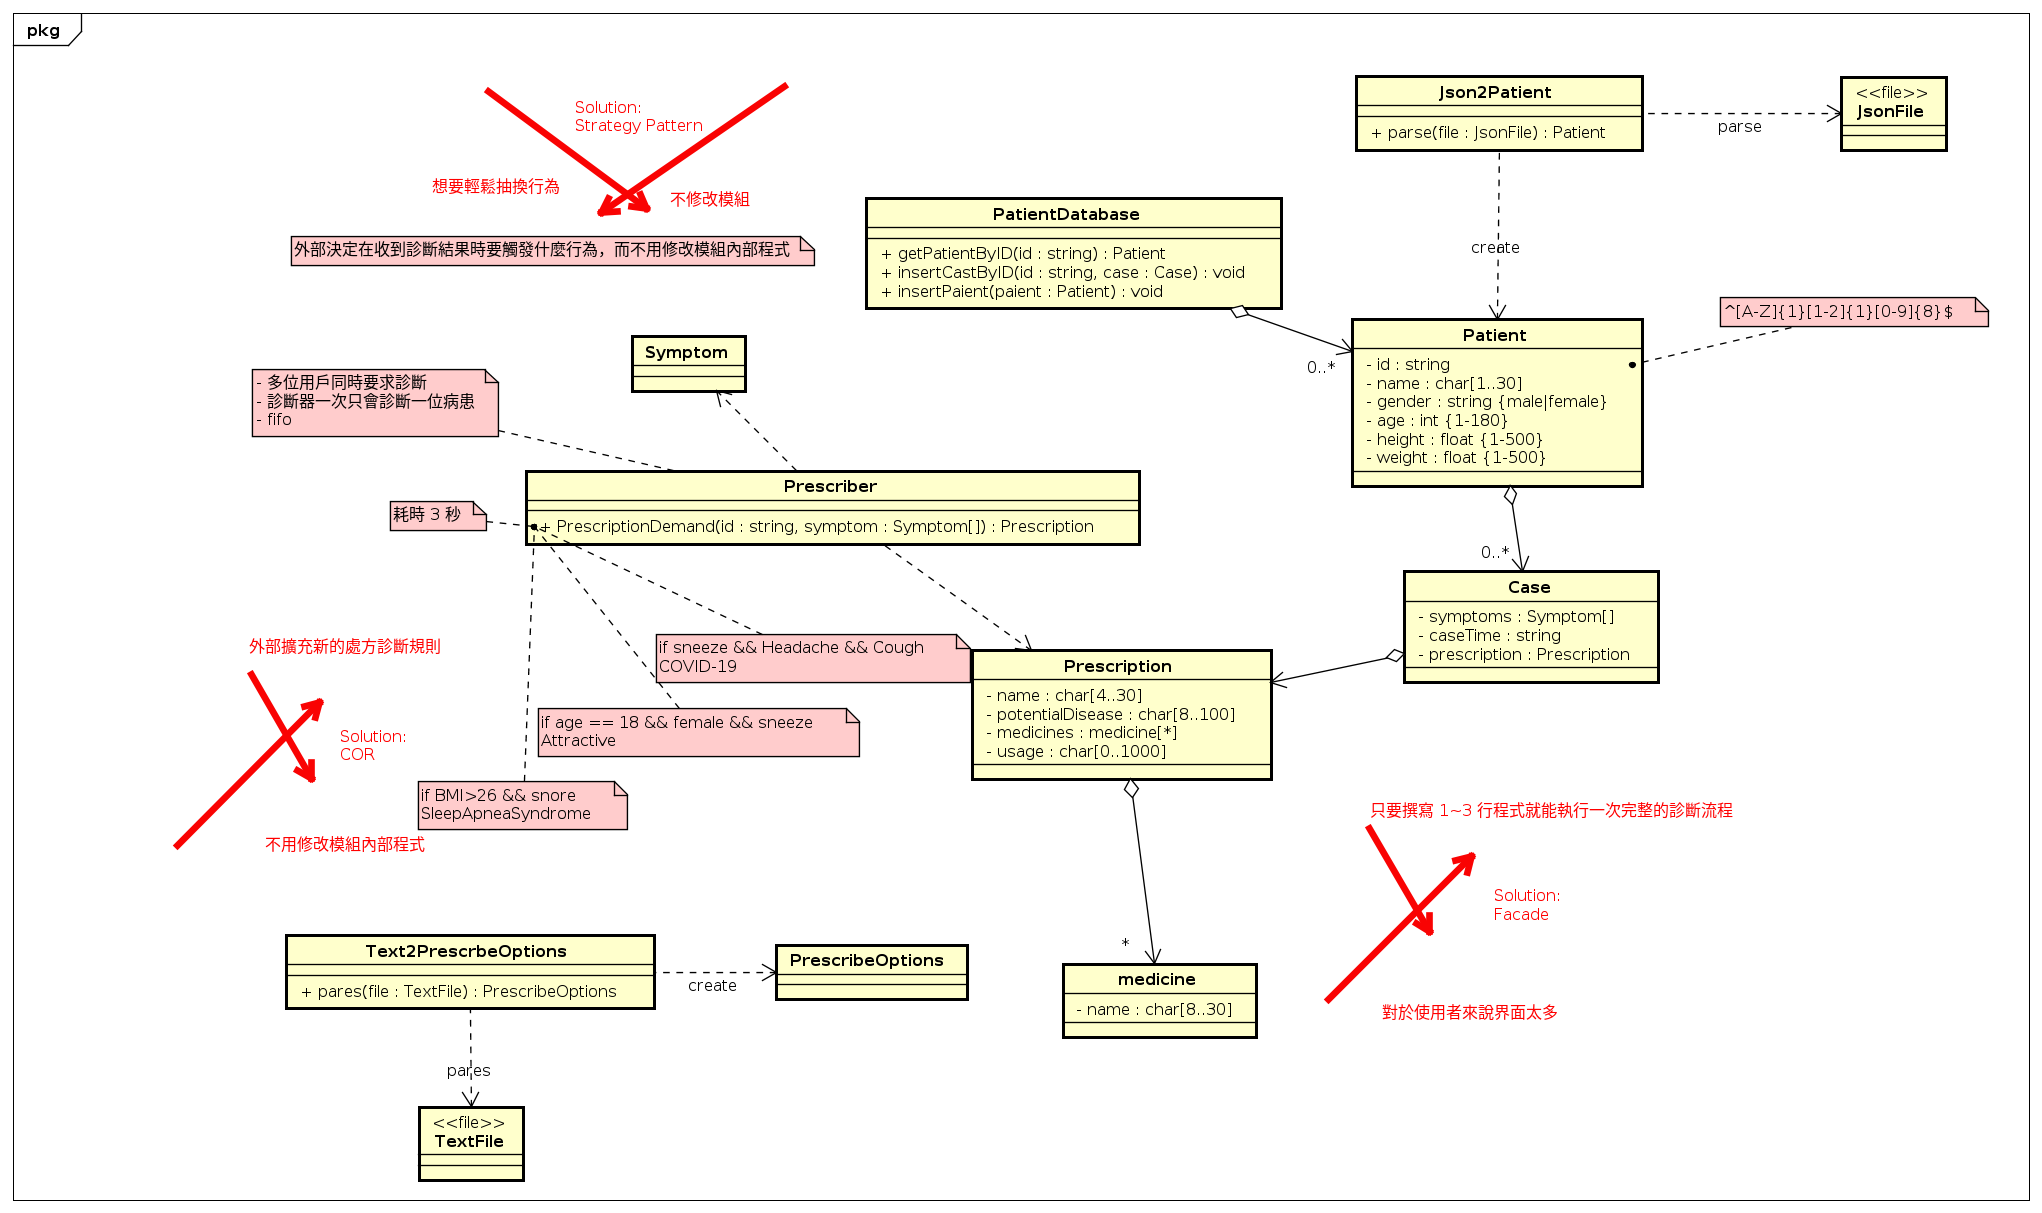 pkg
Solution:
Strategy Pattern
想要輕鬆抽換行為
不修改模組
外部決定在收到診斷結果時要觸發什麼行為，而不用修改模組內部程式
Json2Patient
+ parse(file : JsonFile) : Patient
parse
<<file>>
JsonFile
create
PatientDatabase
+ getPatientByID(id : string) : Patient
+ insertCastByID(id : string, case : Case) : void
+ insertPaient(paient : Patient) : void
0..*
^[A-Z]{1}[1-2]{1}[0-9]{8}$
Patient
- id : string
- name : char[1..30]
- gender : string {male|female}
- age : int {1-180}
- height : float {1-500}
- weight : float {1-500}
Symptom
- 多位用戶同時要求診斷
- 診斷器一次只會診斷一位病患
- fifo
Prescriber
+ PrescriptionDemand(id : string, symptom : Symptom[]) : Prescription
耗時 3 秒
0..*
Case
- symptoms : Symptom[]
- caseTime : string
- prescription : Prescription
if sneeze && Headache && Cough
COVID-19
if age == 18 && female && sneeze
Attractive
if BMI>26 && snore
SleepApneaSyndrome
Prescription
- name : char[4..30]
- potentialDisease : char[8..100]
- medicines : medicine[*]
- usage : char[0..1000]
外部擴充新的處方診斷規則
Solution:
COR
不用修改模組內部程式
只要撰寫 1~3 行程式就能執行一次完整的診斷流程
Solution:
Facade
對於使用者來說界面太多
*
medicine
- name : char[8..30]
Text2PrescrbeOptions
+ pares(file : TextFile) : PrescribeOptions
create
PrescribeOptions
pares
<<file>>
TextFile